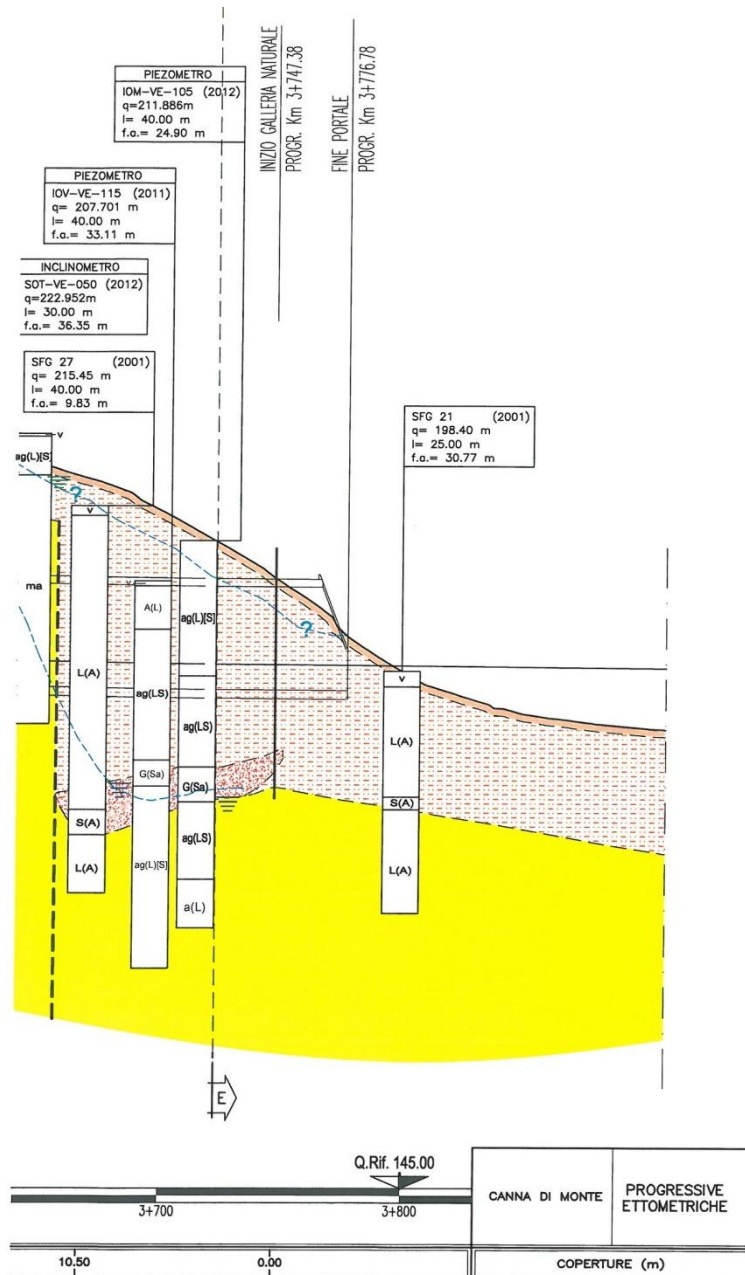 PIEZOMETRO
IOM-VE-105 (2012)
q=211.886m
l= 40.00 m
f.a.= 24.90 m
INIZIO GALLERIA NATURALE
PROGR. Km 3+747.38
FINE PORTALE
PROGR. Km 3+776.78
PIEZOMETRO
IOV-VE-115 (2011)
q= 207.701 m
l= 40.00 m
f.a.= 33.11 m
INCLINOMETRO
SOT-VE-050 (2012)
q=222.952m
l= 30.00 m
f.a.= 36.35 m
SFG 27 (2001)
q= 215.45 m
l= 40.00 m
f.a.= 9.83 m
SFG 21 (2001)
q= 198.40 m
l= 25.00 m
f.a.= 30.77 m
v
ag(L)[S]
?
v
ma
v
A(L)
ag(L)[S]
?
L(A)
v
ag(LS)
ag(LS)
L(A)
G(Sa)
G(Sa)
S(A)
S(A)
ag(LS)
L(A)
ag(L)[S]
L(A)
a(L)
E
Q.Rif. 145.00
3+700
3+800
CANNA DI MONTE
PROGRESSIVE
ETTOMETRICHE
10.50
0.00
COPERTURE (m)